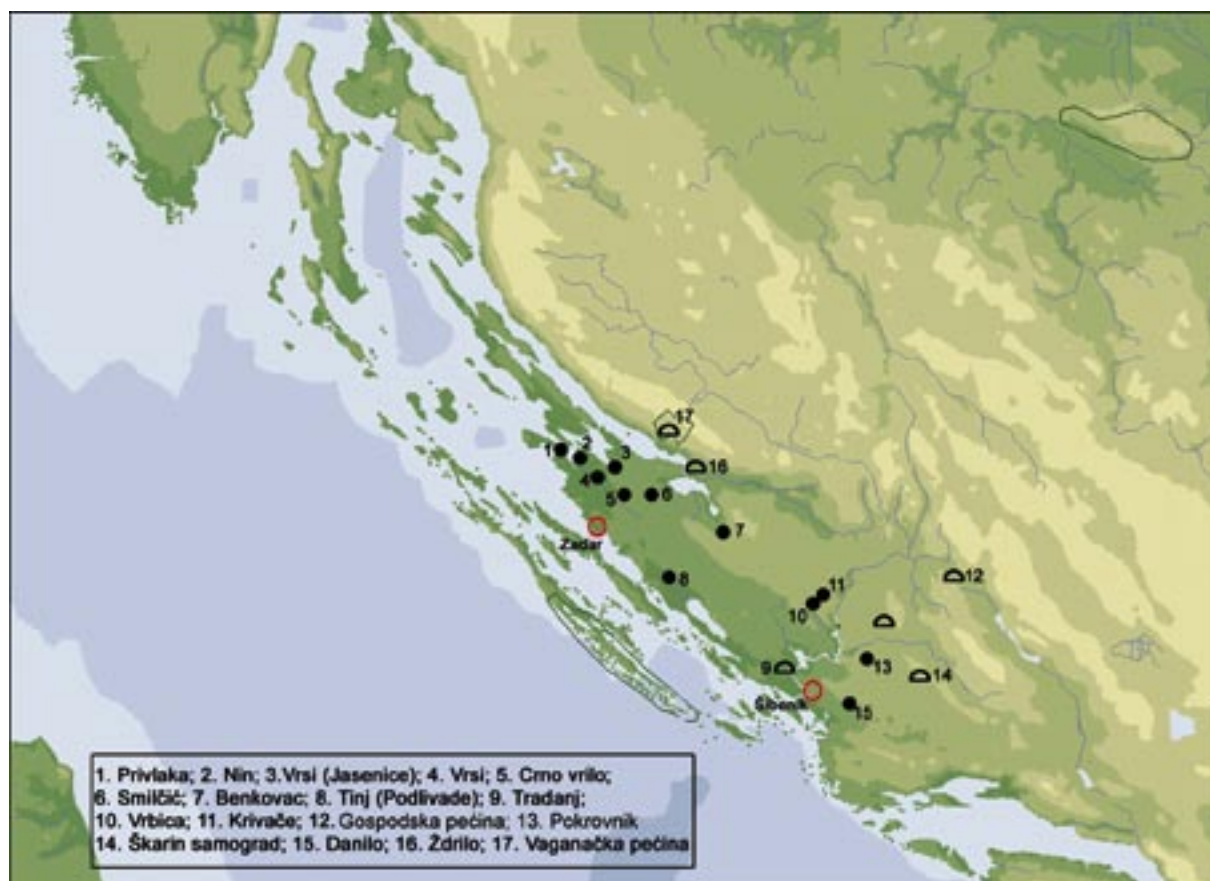 17
1
2
3
16
4
5
6
7
Zadar
8
12
11
10
9
13
14
Šibenik
15
1. Privlaka; 2. Nin; 3.Vrsi (Jasenice); 4. Vrsi; 5. Crno vrilo;
6. Smilčić; 7. Benkovac; 8. Tinj (Podlivade); 9. Tradanj;
10. Vrbica; 11. Krivače; 12. Gospodska pećina; 13. Pokrovnik
14. Škarin samograd; 15. Danilo; 16. Ždrilo; 17. Vaganačka pećina